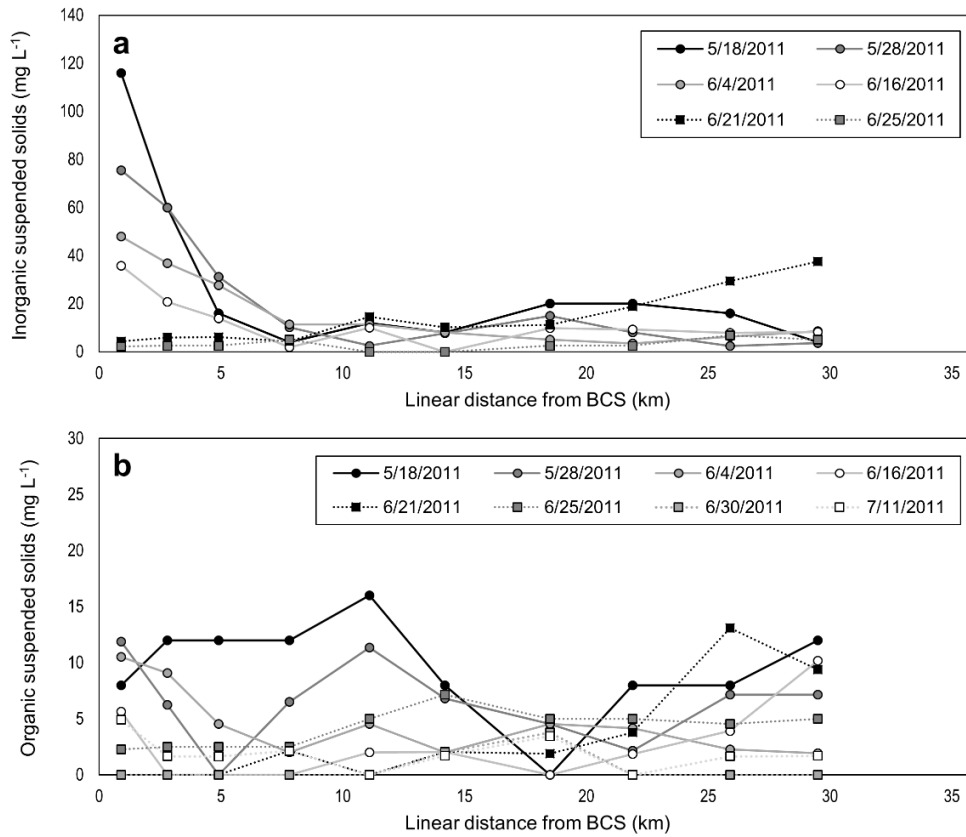 a
Inorganic suspended solids (mg L-1)
140
120
100
80
60
40
20
0
5/18/2011 5/28/2011
6/4/2011 6/16/2011
6/21/2011 6/25/2011
0 5 10 15 20 25 30 35
Linear distance from BCS (km)
b
Organic suspended solids (mg L-1)
30
25
20
15
10
5
0
5/18/2011 5/28/2011 6/4/2011 6/16/2011
6/21/2011 6/25/2011 6/30/2011 7/11/2011
0 5 10 15 20 25 30 35
Linear distance from BCS (km)